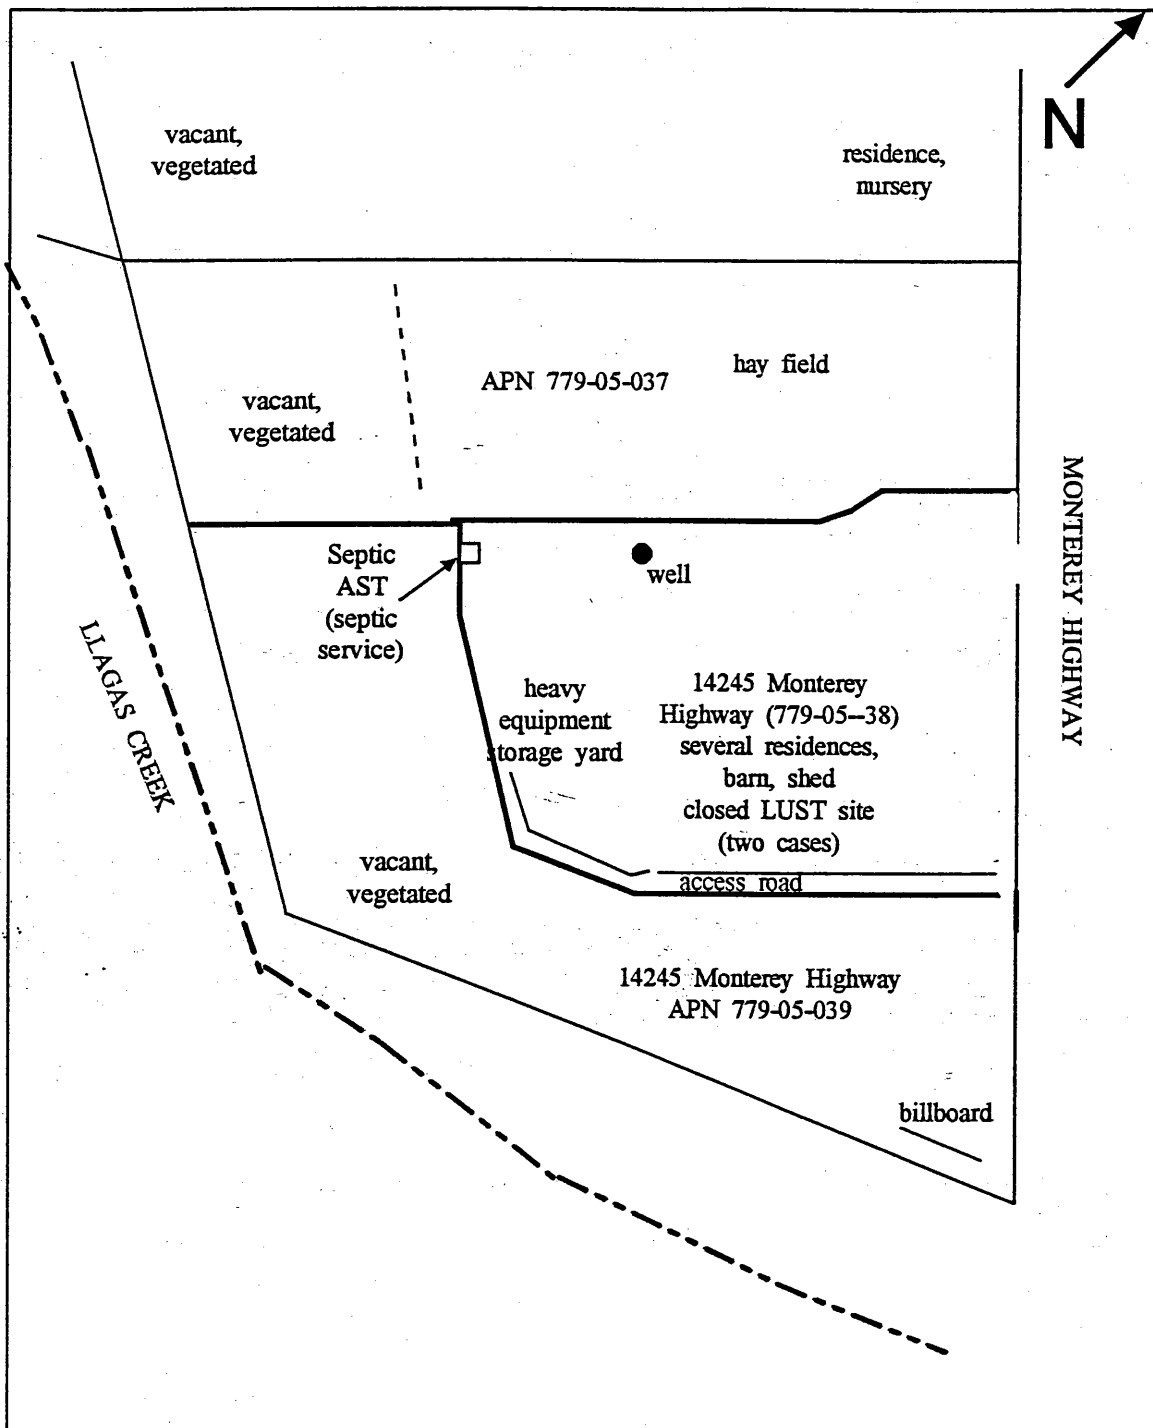 N
vacant,
vegetated
residence,
nursery
hay field
APN 779-05-037
vacant,
vegetated
MONTEREY HIGHWAY
Septic
AST
(septic
service)
well
LLAGAS CREEK
heavy
equipment
storage yard
14245 Monterey
Highway (779-05--38)
several residences,
barn, shed
closed LUST site
(two cases)
access road
vacant,
vegetated
14245 Monterey Highway
APN 779-05-039
billboard